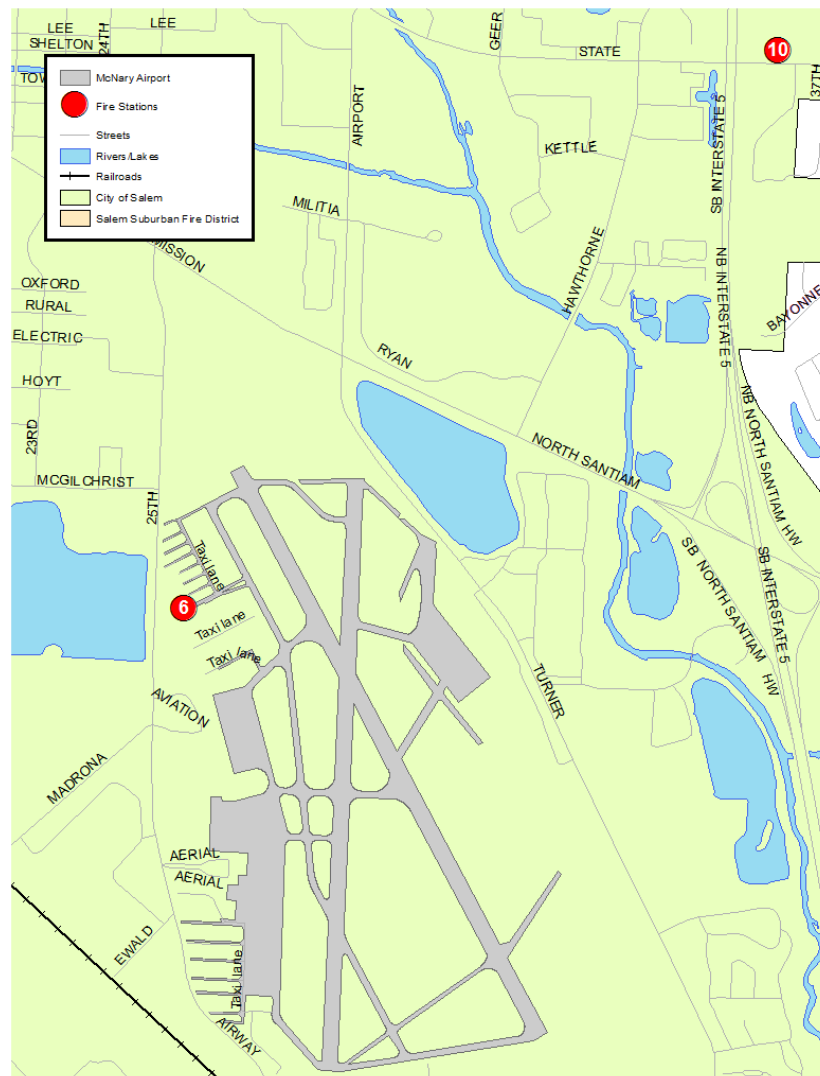 LEE
LEE
SHELTON
24TH
GEER
STATE
10
37TH
McNary Airport
Fire Stations
Streets
Rivers/Lakes
Railroads
City of Salem
Salem Suburban Fire District
AIRPORT
KETTLE
SB INTERSTATE 5
MILITIA
MISSION
HAWTHORNE
NB INTERSTATE 5
BAYONNE
OXFORD
RURAL
ELECTRIC
RYAN
HOYT
23RD
NB NORTH SANTIAM HW
NORTH SANTIAM
MCGILCHRIST
25TH
Taxi lane
SB NORTH SANTIAM HW
SB INTERSTATE 5
6
Taxi lane
Taxi lane
TURNER
AVIATION
MADRONA
AERIAL
AERIAL
EWALD
Taxi lane
AIRWAY